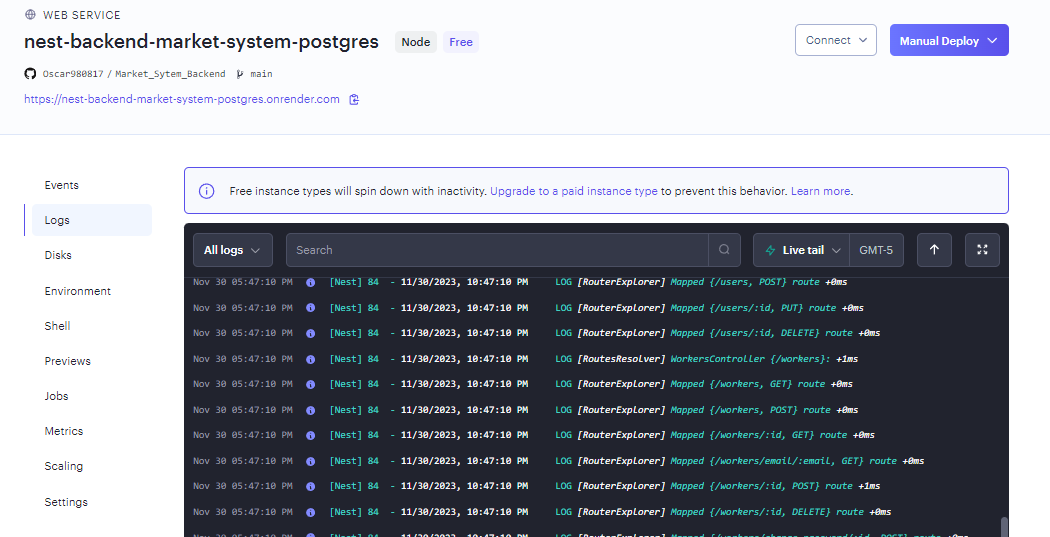 WEB SERVICE
nest-backend-market-system-postgres Node Free
Connect
Manual Deploy
Oscar980817 / Market_Sytem_Backend main
https://nest-backend-market-system-postgres.onrender.com
Events
Logs
Disks
Environment
Shell
Previews
Jobs
Metrics
Scaling
Settings
Free instance types will spin down with inactivity. Upgrade to a paid instance type to prevent this behavior. Learn more.
All logs Search Live tail GMT-5
Nov 30 05:47:10 PM [Nest] 84 - 11/30/2023, 10:47:10 PM LOG [RouterExplorer] Mapped {/users, POST} route +0ms
Nov 30 05:47:10 PM [Nest] 84 - 11/30/2023, 10:47:10 PM LOG [RouterExplorer] Mapped {/users/:id, PUT} route +0ms
Nov 30 05:47:10 PM [Nest] 84 - 11/30/2023, 10:47:10 PM LOG [RouterExplorer] Mapped {/users/:id, DELETE} route +0ms
Nov 30 05:47:10 PM [Nest] 84 - 11/30/2023, 10:47:10 PM LOG [RoutesResolver] WorkersController {/workers}: +1ms
Nov 30 05:47:10 PM [Nest] 84 - 11/30/2023, 10:47:10 PM LOG [RouterExplorer] Mapped {/workers, GET} route +0ms
Nov 30 05:47:10 PM [Nest] 84 - 11/30/2023, 10:47:10 PM LOG [RouterExplorer] Mapped {/workers, POST} route +0ms
Nov 30 05:47:10 PM [Nest] 84 - 11/30/2023, 10:47:10 PM LOG [RouterExplorer] Mapped {/workers/:id, GET} route +0ms
Nov 30 05:47:10 PM [Nest] 84 - 11/30/2023, 10:47:10 PM LOG [RouterExplorer] Mapped {/workers/email/:email, GET} route +0ms
Nov 30 05:47:10 PM [Nest] 84 - 11/30/2023, 10:47:10 PM LOG [RouterExplorer] Mapped {/workers/:id, POST} route +1ms
Nov 30 05:47:10 PM [Nest] 84 - 11/30/2023, 10:47:10 PM LOG [RouterExplorer] Mapped {/workers/:id, DELETE} route +0ms